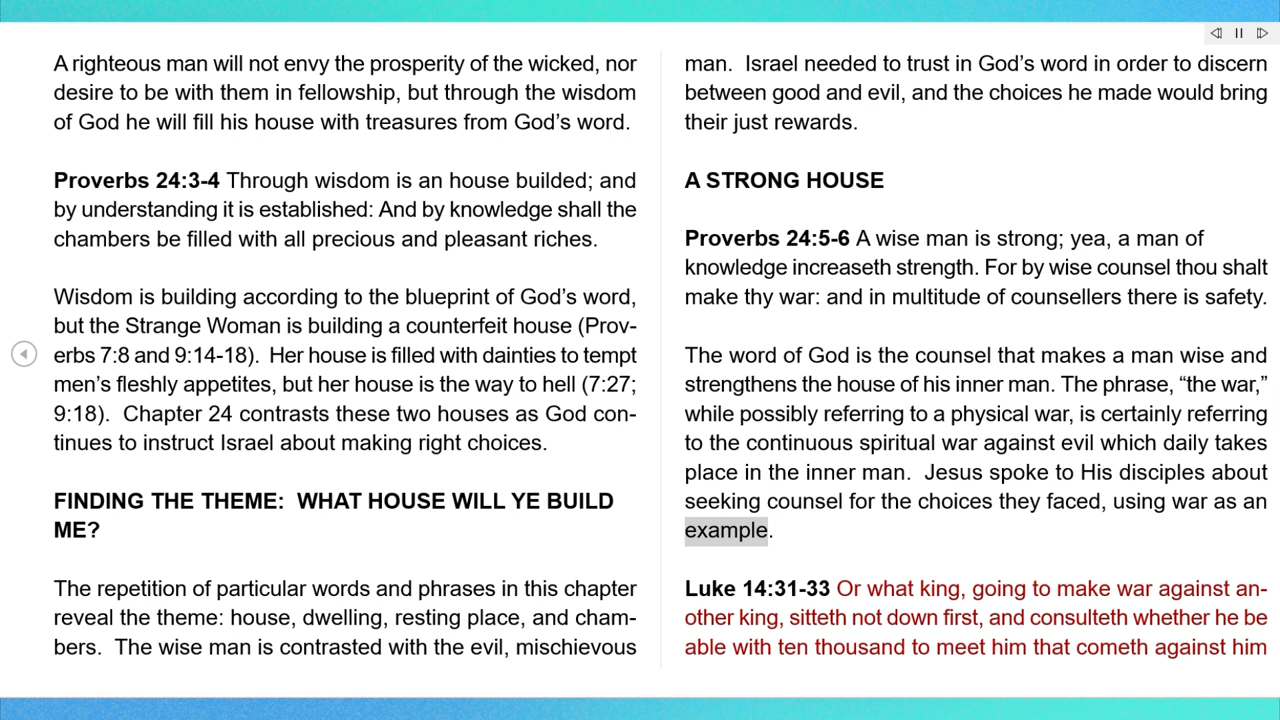 A righteous man will not envy the prosperity of the wicked, nor
desire to be with them in fellowship, but through the wisdom
of God he will fill his house with treasures from God’s word.
Proverbs 24:3-4 Through wisdom is an house builded; and
by understanding it is established: And by knowledge shall the
chambers be filled with all precious and pleasant riches.
Wisdom is building according to the blueprint of God’s word,
but the Strange Woman is building a counterfeit house (Prov-
erbs 7:8 and 9:14-18).  Her house is filled with dainties to tempt
men’s fleshly appetites, but her house is the way to hell (7:27;
9:18).  Chapter 24 contrasts these two houses as God con-
tinues to instruct Israel about making right choices.
FINDING THE THEME:  WHAT HOUSE WILL YE BUILD
ME?
The repetition of particular words and phrases in this chapter
reveal the theme: house, dwelling, resting place, and cham-
bers.  The wise man is contrasted with the evil, mischievous
man.  Israel needed to trust in God’s word in order to discern
between good and evil, and the choices he made would bring
their just rewards.
A STRONG HOUSE
Proverbs 24:5-6 A wise man is strong; yea, a man of
knowledge increaseth strength. For by wise counsel thou shalt
make thy war: and in multitude of counsellers there is safety.
The word of God is the counsel that makes a man wise and
strengthens the house of his inner man. The phrase, “the war,”
while possibly referring to a physical war, is certainly referring
to the continuous spiritual war against evil which daily takes
place in the inner man.  Jesus spoke to His disciples about
seeking counsel for the choices they faced, using war as an
example.
Luke 14:31-33 Or what king, going to make war against an-
other king, sitteth not down first, and consulteth whether he be
able with ten thousand to meet him that cometh against him